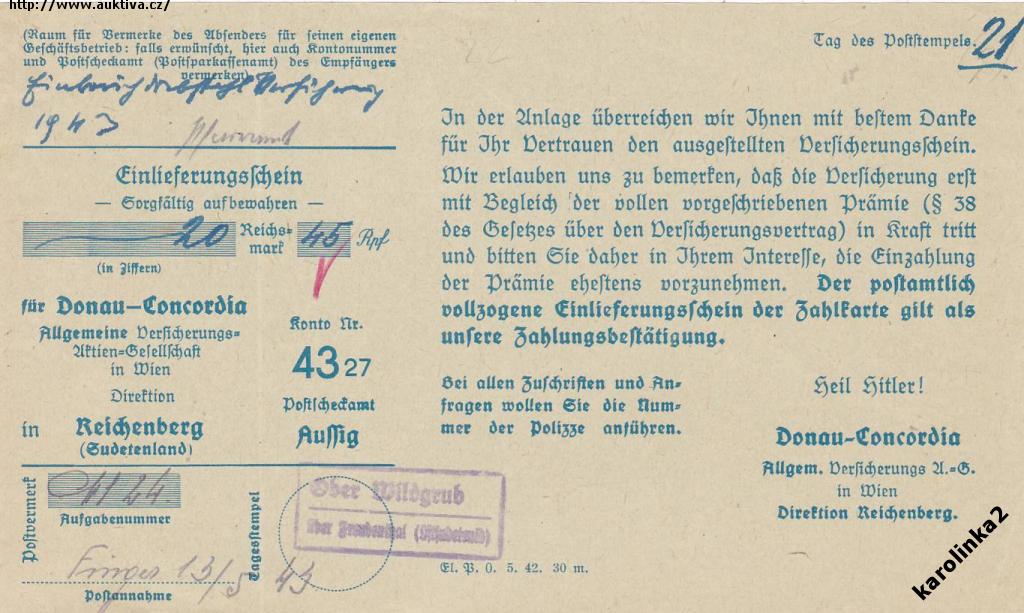 http://www.auktiva.cz/
(Raum für Vermerke des Absenders für seinen eigenen
Geschäftsbetrieb: falls erwünscht, hier auch Kontonummer
und Postscheckamt (Postsparkassenamt) des Empfängers
vermerken)
Einbruchdiebstahl Versicherung
1943
Einlieferungsschein
— Sorgfältig aufbewahren —
20 Reichs-
mark 45 Rpf
(in Ziffern)
für Donau-Concordia
Allgemeine Versicherungs-
Aktien-Gesellschaft
in Wien
Direktion
in Reichenberg
(Sudetenland)
Konto Nr.
4327
Postscheckamt
Aussig
Postvermerk
24
Aufgabenummer
13/3 43
Postannahme
Tagesstempel
Ober Wildgrub
über Freudenthal
Tag des Poststempels. 21
In der Anlage überreichen wir Ihnen mit bestem Danke
für Ihr Vertrauen den ausgestellten Versicherungsschein.
Wir erlauben uns zu bemerken, daß die Versicherung erst
mit Begleich der vollen vorgeschriebenen Prämie (§ 38
des Gesetzes über den Versicherungsvertrag) in Kraft tritt
und bitten Sie daher in Ihrem Interesse, die Einzahlung
der Prämie ehestens vorzunehmen. Der postamtlich
vollzogene Einlieferungsschein der Zahlkarte gilt als
unsere Zahlungsbestätigung.
Bei allen Zuschriften und An-
fragen wollen Sie die Num-
mer der Polizze anführen.
Heil Hitler!
Donau-Concordia
Allgem. Versicherungs A.-G.
in Wien
Direktion Reichenberg.
El. P. 0. 5. 42. 30 m.
karolinka2